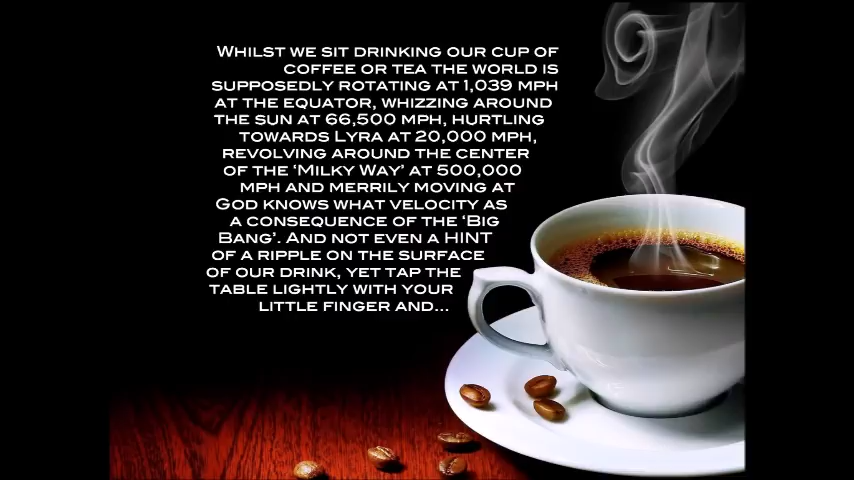 Whilst we sit drinking our cup of
coffee or tea the world is
supposedly rotating at 1,039 mph
at the equator, whizzing around
the sun at 66,500 mph, hurtling
towards Lyra at 20,000 mph,
revolving around the center
of the ‘Milky Way’ at 500,000
mph and merrily moving at
God knows what velocity as
a consequence of the ‘Big
Bang’. And not even a HINT
of a ripple on the surface
of our drink, yet tap the
table lightly with your
little finger and...